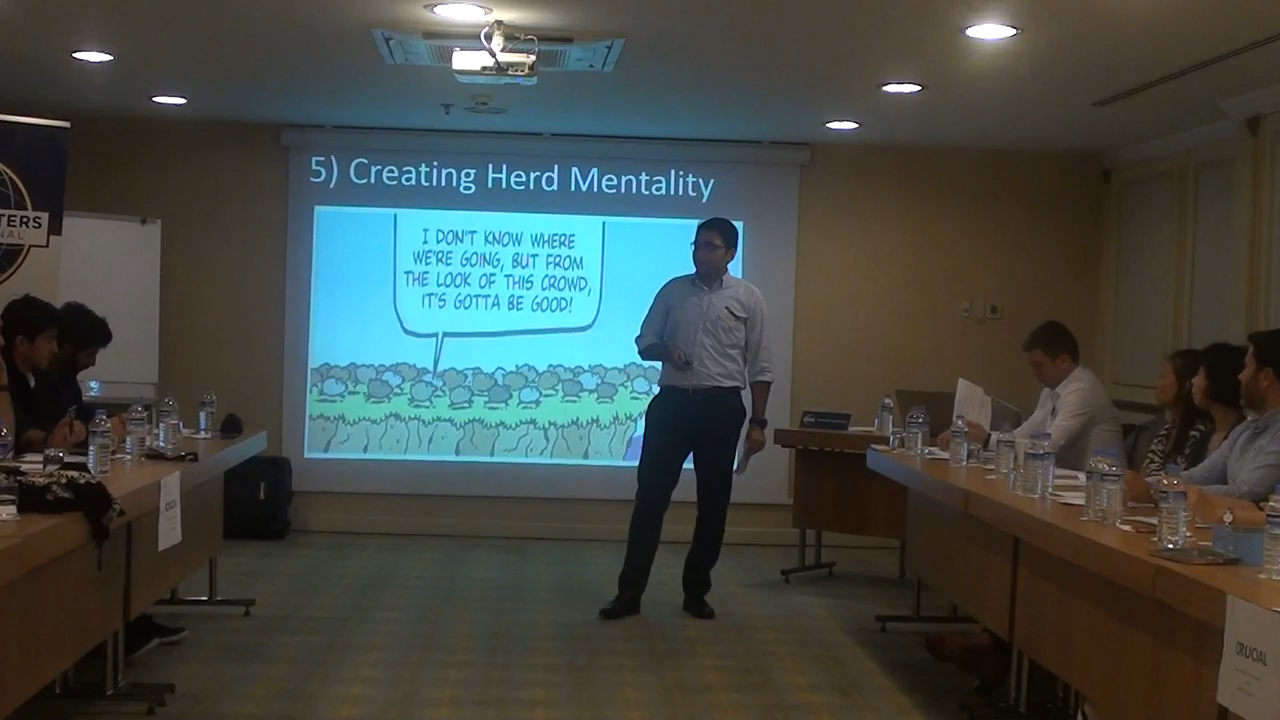 5) Creating Herd Mentality
I DON'T KNOW WHERE
WE'RE GOING, BUT FROM
THE LOOK OF THIS CROWD,
IT'S GOTTA BE GOOD!
TERS
NAL
CRUCIAL